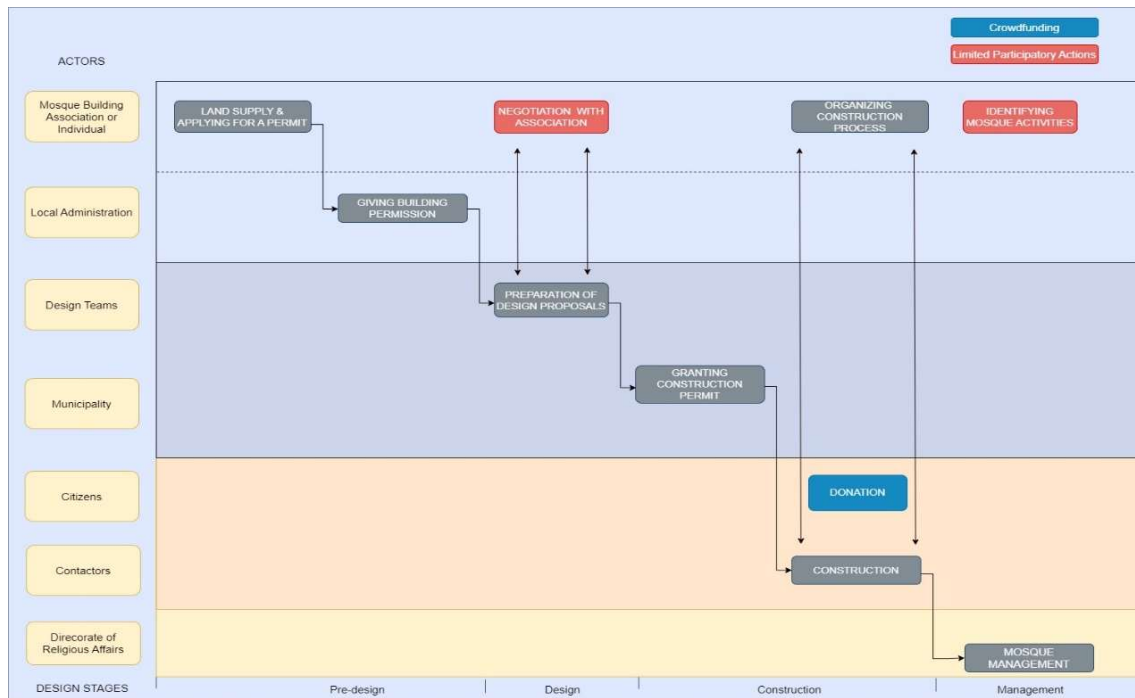 Crowdfunding
Limited Participatory Actions
ACTORS
Mosque Building
Association or
Individual
LAND SUPPLY &
APPLYING FOR A PERMIT
NEGOTIATION WITH
ASSOCIATION
ORGANIZING
CONSTRUCTION
PROCESS
IDENTIFYING
MOSQUE ACTIVITIES
Local Administration
GIVING BUILDING
PERMISSION
Design Teams
PREPARATION OF
DESIGN PROPOSALS
Municipality
GRANTING
CONSTRUCTION
PERMIT
Citizens
DONATION
Contactors
CONSTRUCTION
Direcorate of
Religious Affairs
MOSQUE
MANAGEMENT
DESIGN STAGES
Pre-design
Design
Construction
Management